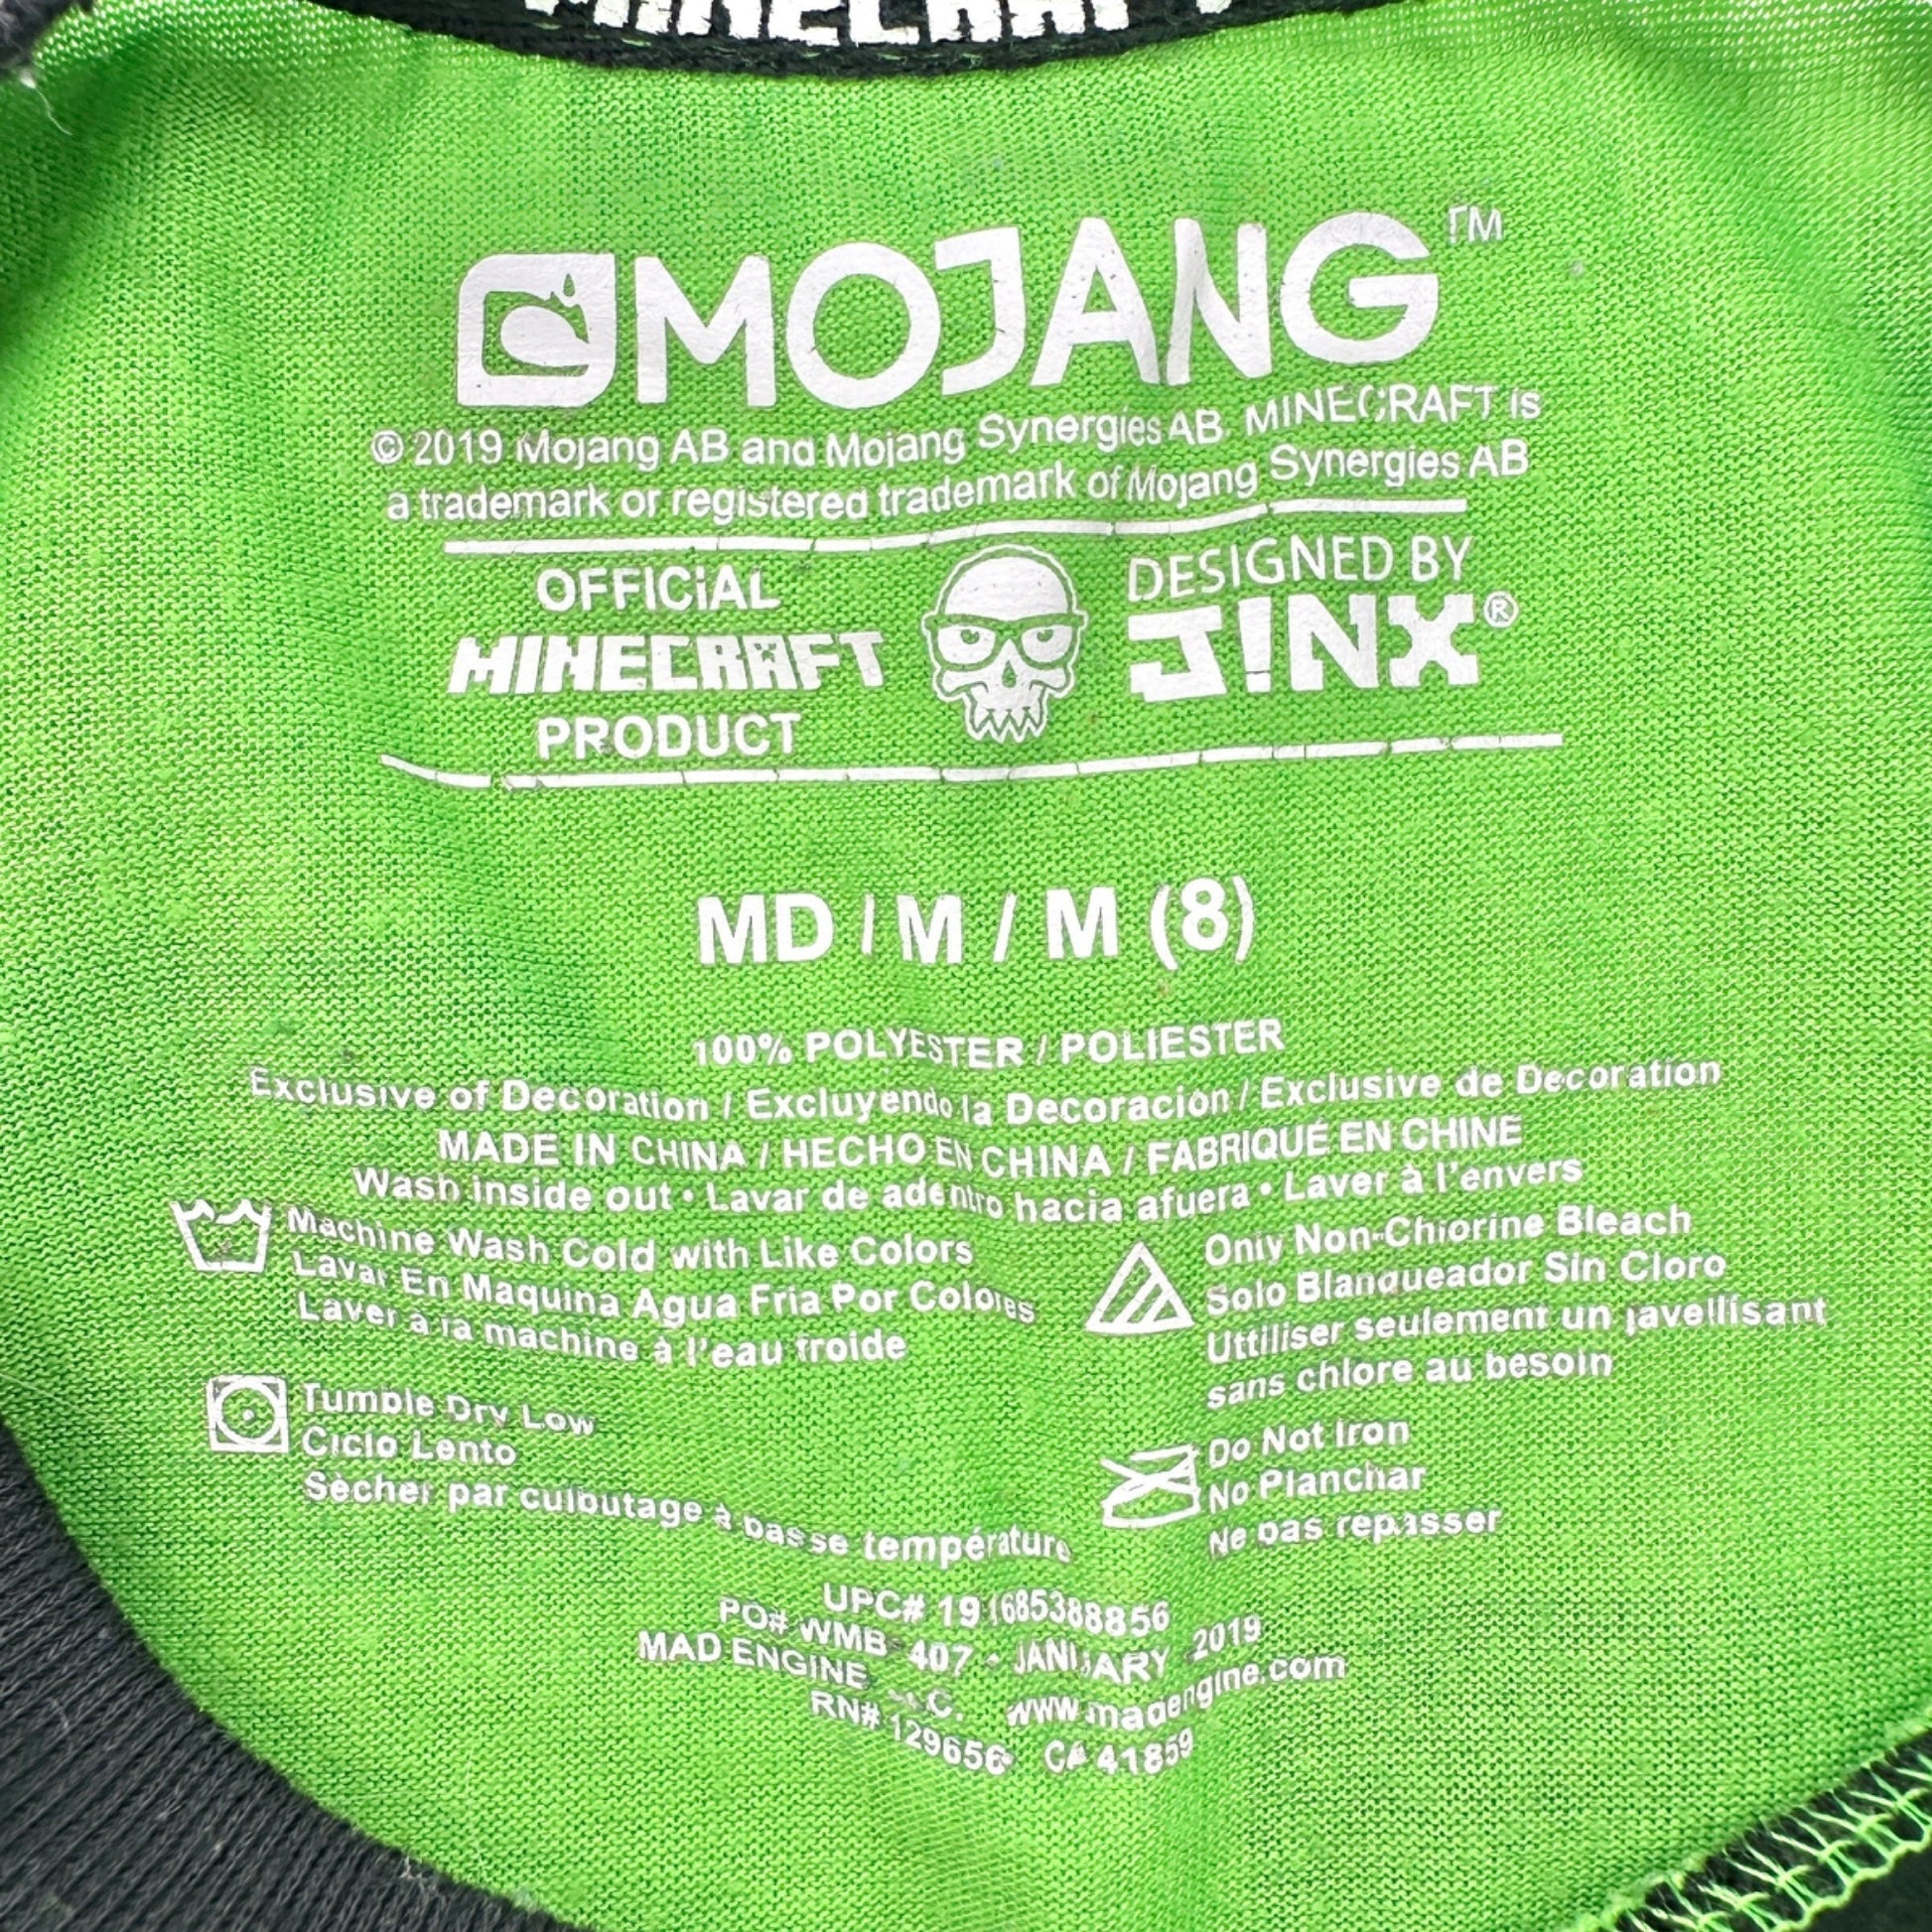 MINECRAFT
MOJANG™
© 2019 Mojang AB and Mojang Synergies AB. MINECRAFT is
a trademark or registered trademark of Mojang Synergies AB
OFFICIAL
MINECRAFT
PRODUCT
DESIGNED BY
J!NX®
MD / M / M (8)
100% POLYESTER / POLIESTER
Exclusive of Decoration / Excluyendo la Decoración / Exclusive de Decoration
MADE IN CHINA / HECHO EN CHINA / FABRIQUÉ EN CHINE
Wash inside out • Lavar de adentro hacia afuera • Laver à l'envers
Machine Wash Cold with Like Colors
Lavar En Maquina Agua Fria Por Colores
Laver à la machine à l'eau froide
Only Non-Chlorine Bleach
Solo Blanqueador Sin Cloro
Uttiliser seulement un javellisant
sans chlore au besoin
Tumble Dry Low
Ciclo Lento
Sècher par culbutage à basse température
Do Not Iron
No Planchar
Ne pas repasser
UPC# 191685388856
PO# WMB-407 - JANUARY 2019
MAD ENGINE www.madengine.com
RN# 129656 CA 41859